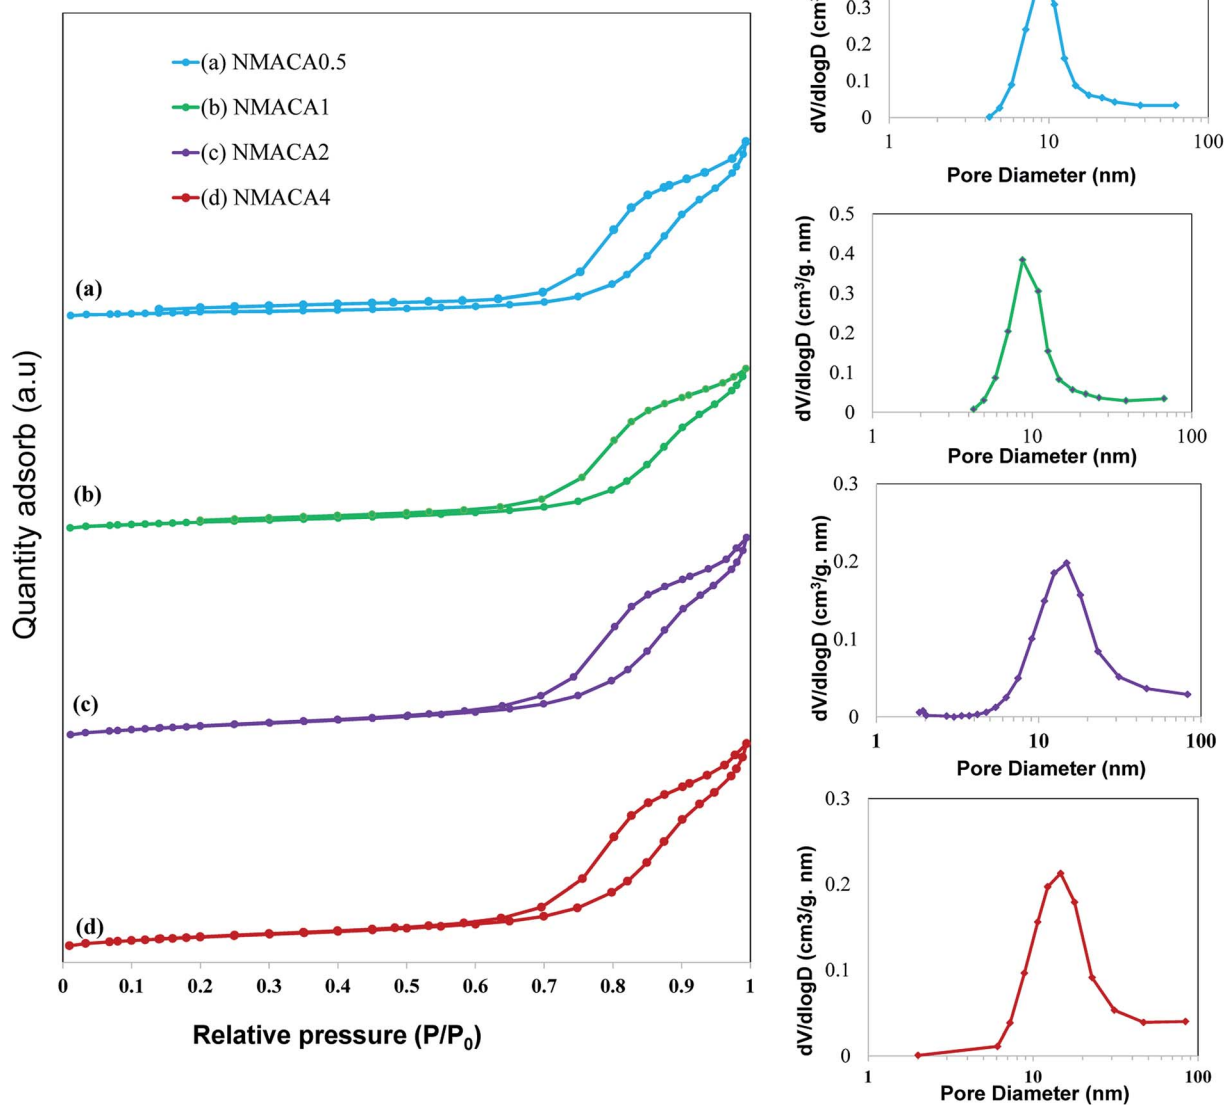 (a) NMACA0.5
(b) NMACA1
(c) NMACA2
(d) NMACA4
(a)
(b)
(c)
(d)
Quantity adsorb (a.u)
0 0.1 0.2 0.3 0.4 0.5 0.6 0.7 0.8 0.9 1
Relative pressure (P/P0)
dV/dlogD (cm³
0.3
0.2
0.1
0
1 10 100
Pore Diameter (nm)
dV/dlogD (cm³/g. nm)
0.5
0.4
0.3
0.2
0.1
0
1 10 100
Pore Diameter (nm)
dV/dlogD (cm³/g. nm)
0.3
0.2
0.1
0
1 10 100
Pore Diameter (nm)
dV/dlogD (cm3/g. nm)
0.3
0.2
0.1
0
1 10 100
Pore Diameter (nm)